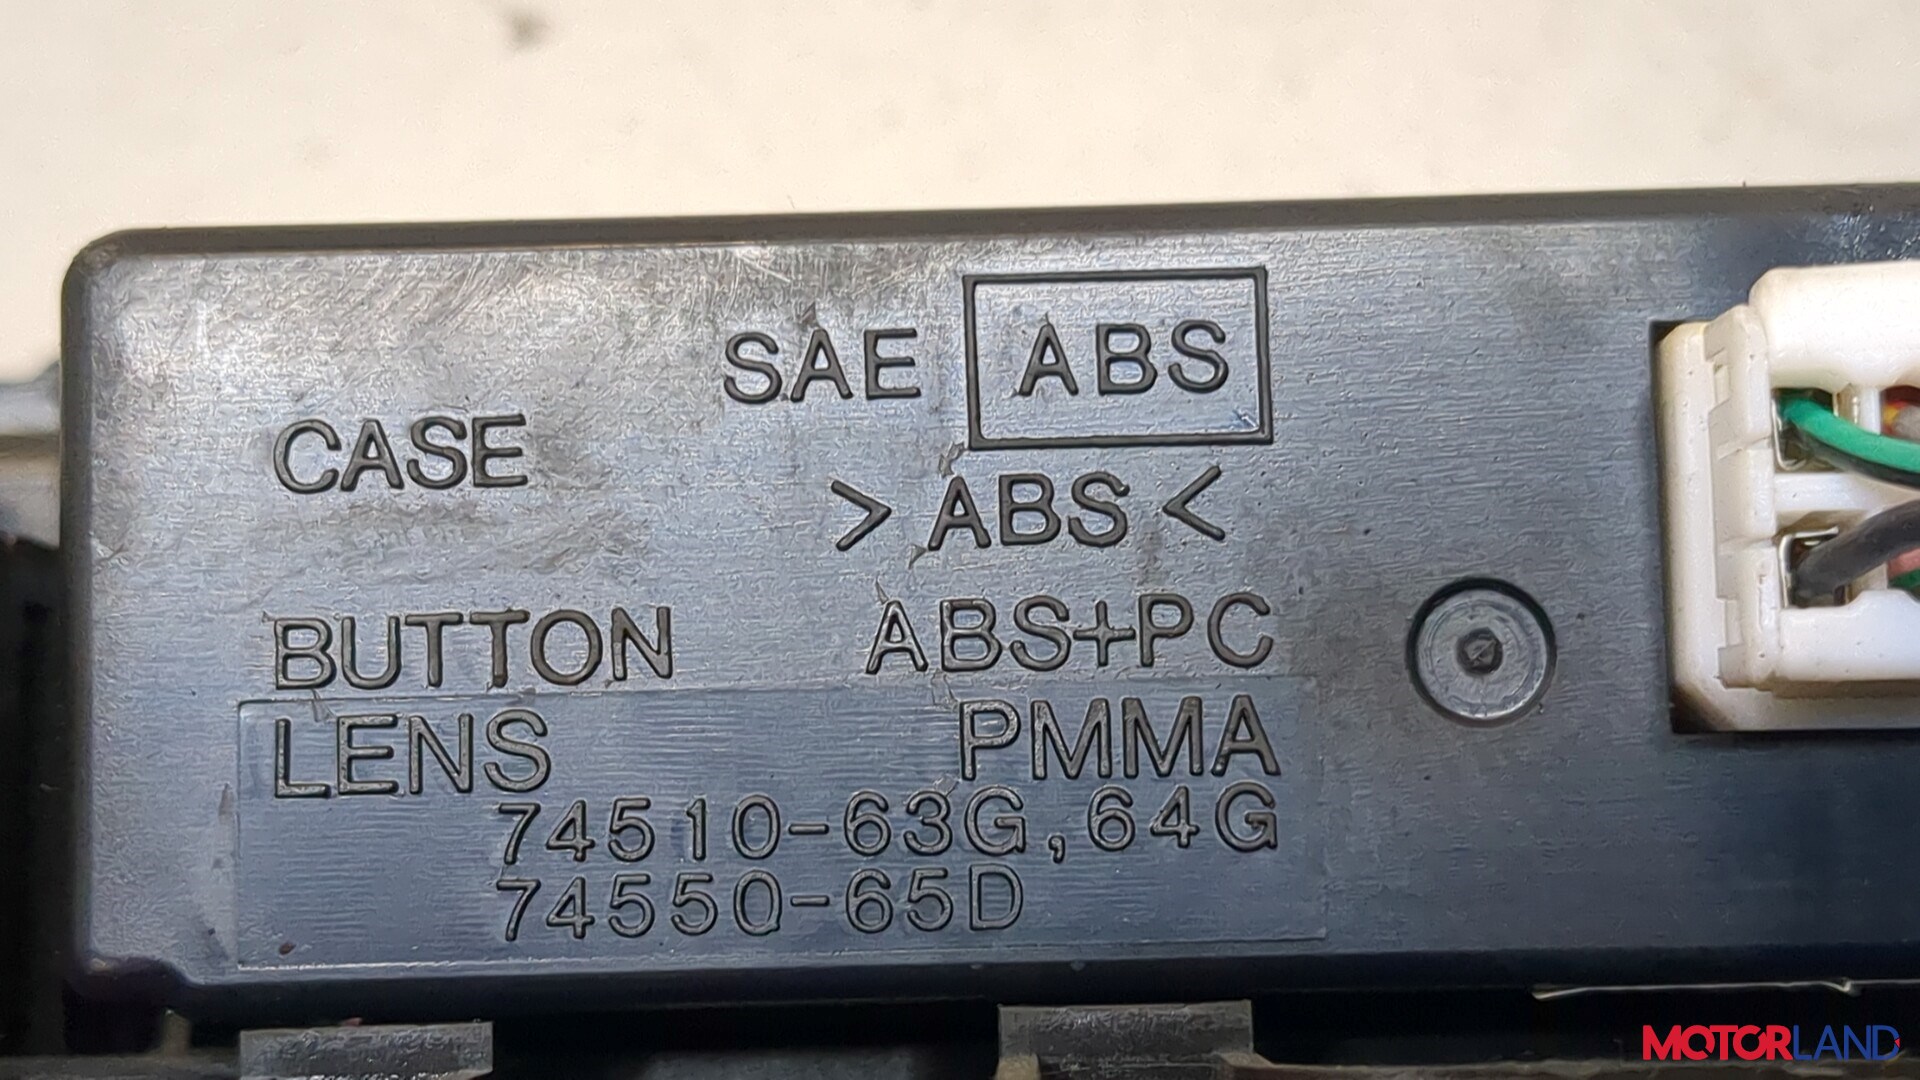 SAE ABS
CASE
>ABS<
BUTTON ABS+PC
LENS PMMA
74510-63G,64G
74550-65D
MOTORLAND